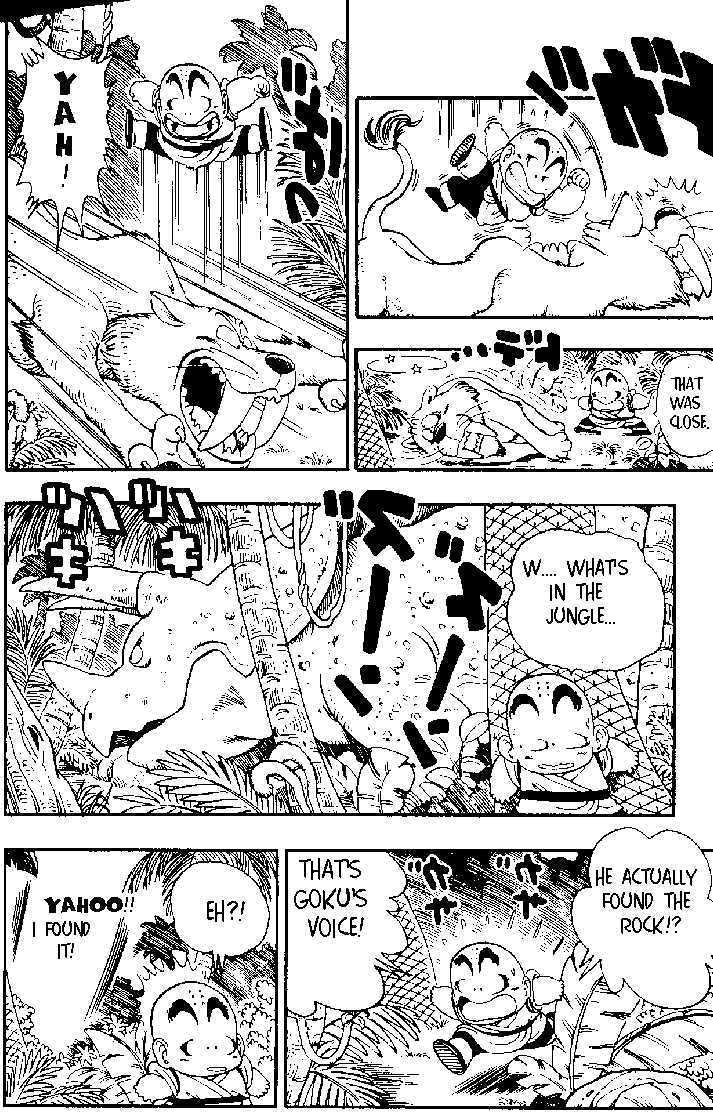 YAH!
THAT
WAS
CLOSE.
W.... WHAT'S
IN THE
JUNGLE...
YAHOO!!
I FOUND
IT!
EH?!
THAT'S
GOKU'S
VOICE!
HE ACTUALLY
FOUND THE
ROCK!?